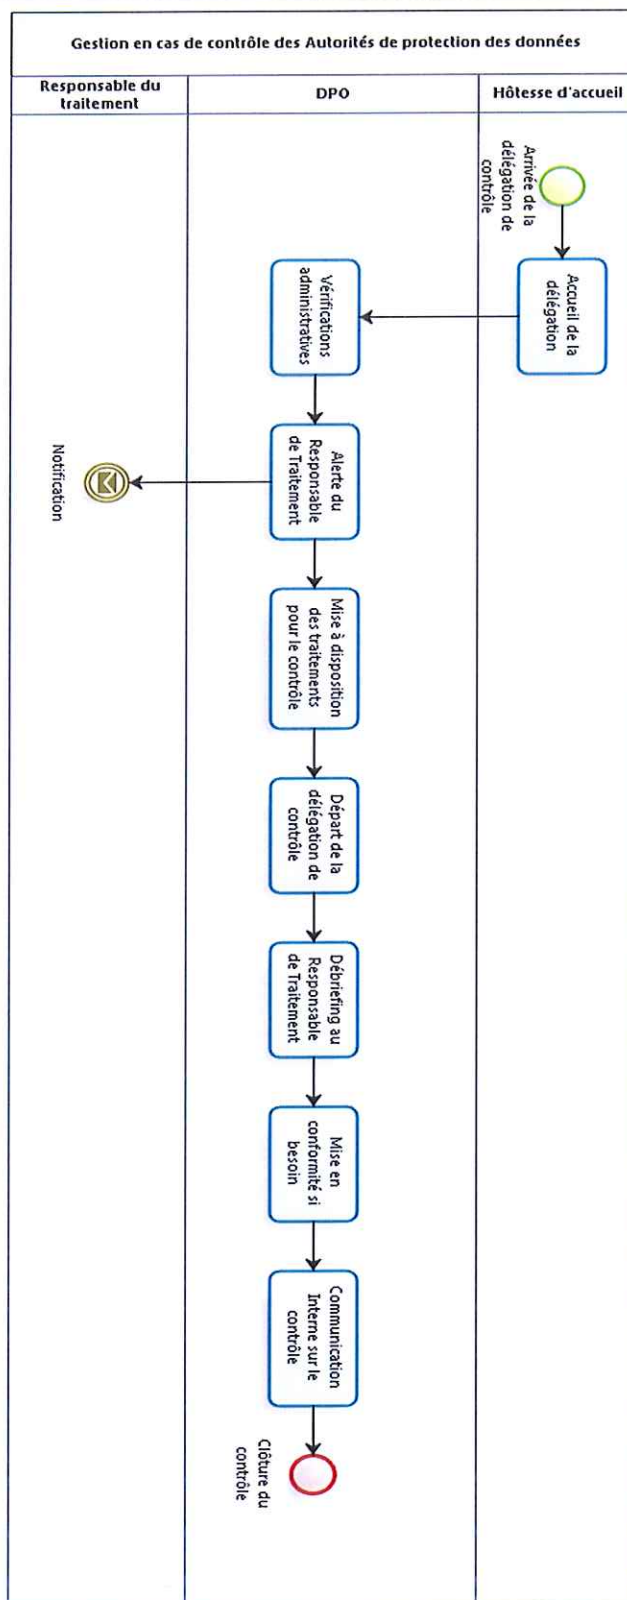 Gestion en cas de contrôle des Autorités de protection des données
Responsable du
traitement
DPO
Hôtesse d'accueil
Arrivée de la
délégation de
contrôle
Accueil de la
délégation
Vérifications
administratives
Alerte du
Responsable
de Traitement
Notification
Mise à disposition
des traitements
pour le contrôle
Départ de la
délégation de
contrôle
Débriefing au
Responsable
de Traitement
Mise en
conformité si
besoin
Communication
Interne sur le
contrôle
Clôture du
contrôle